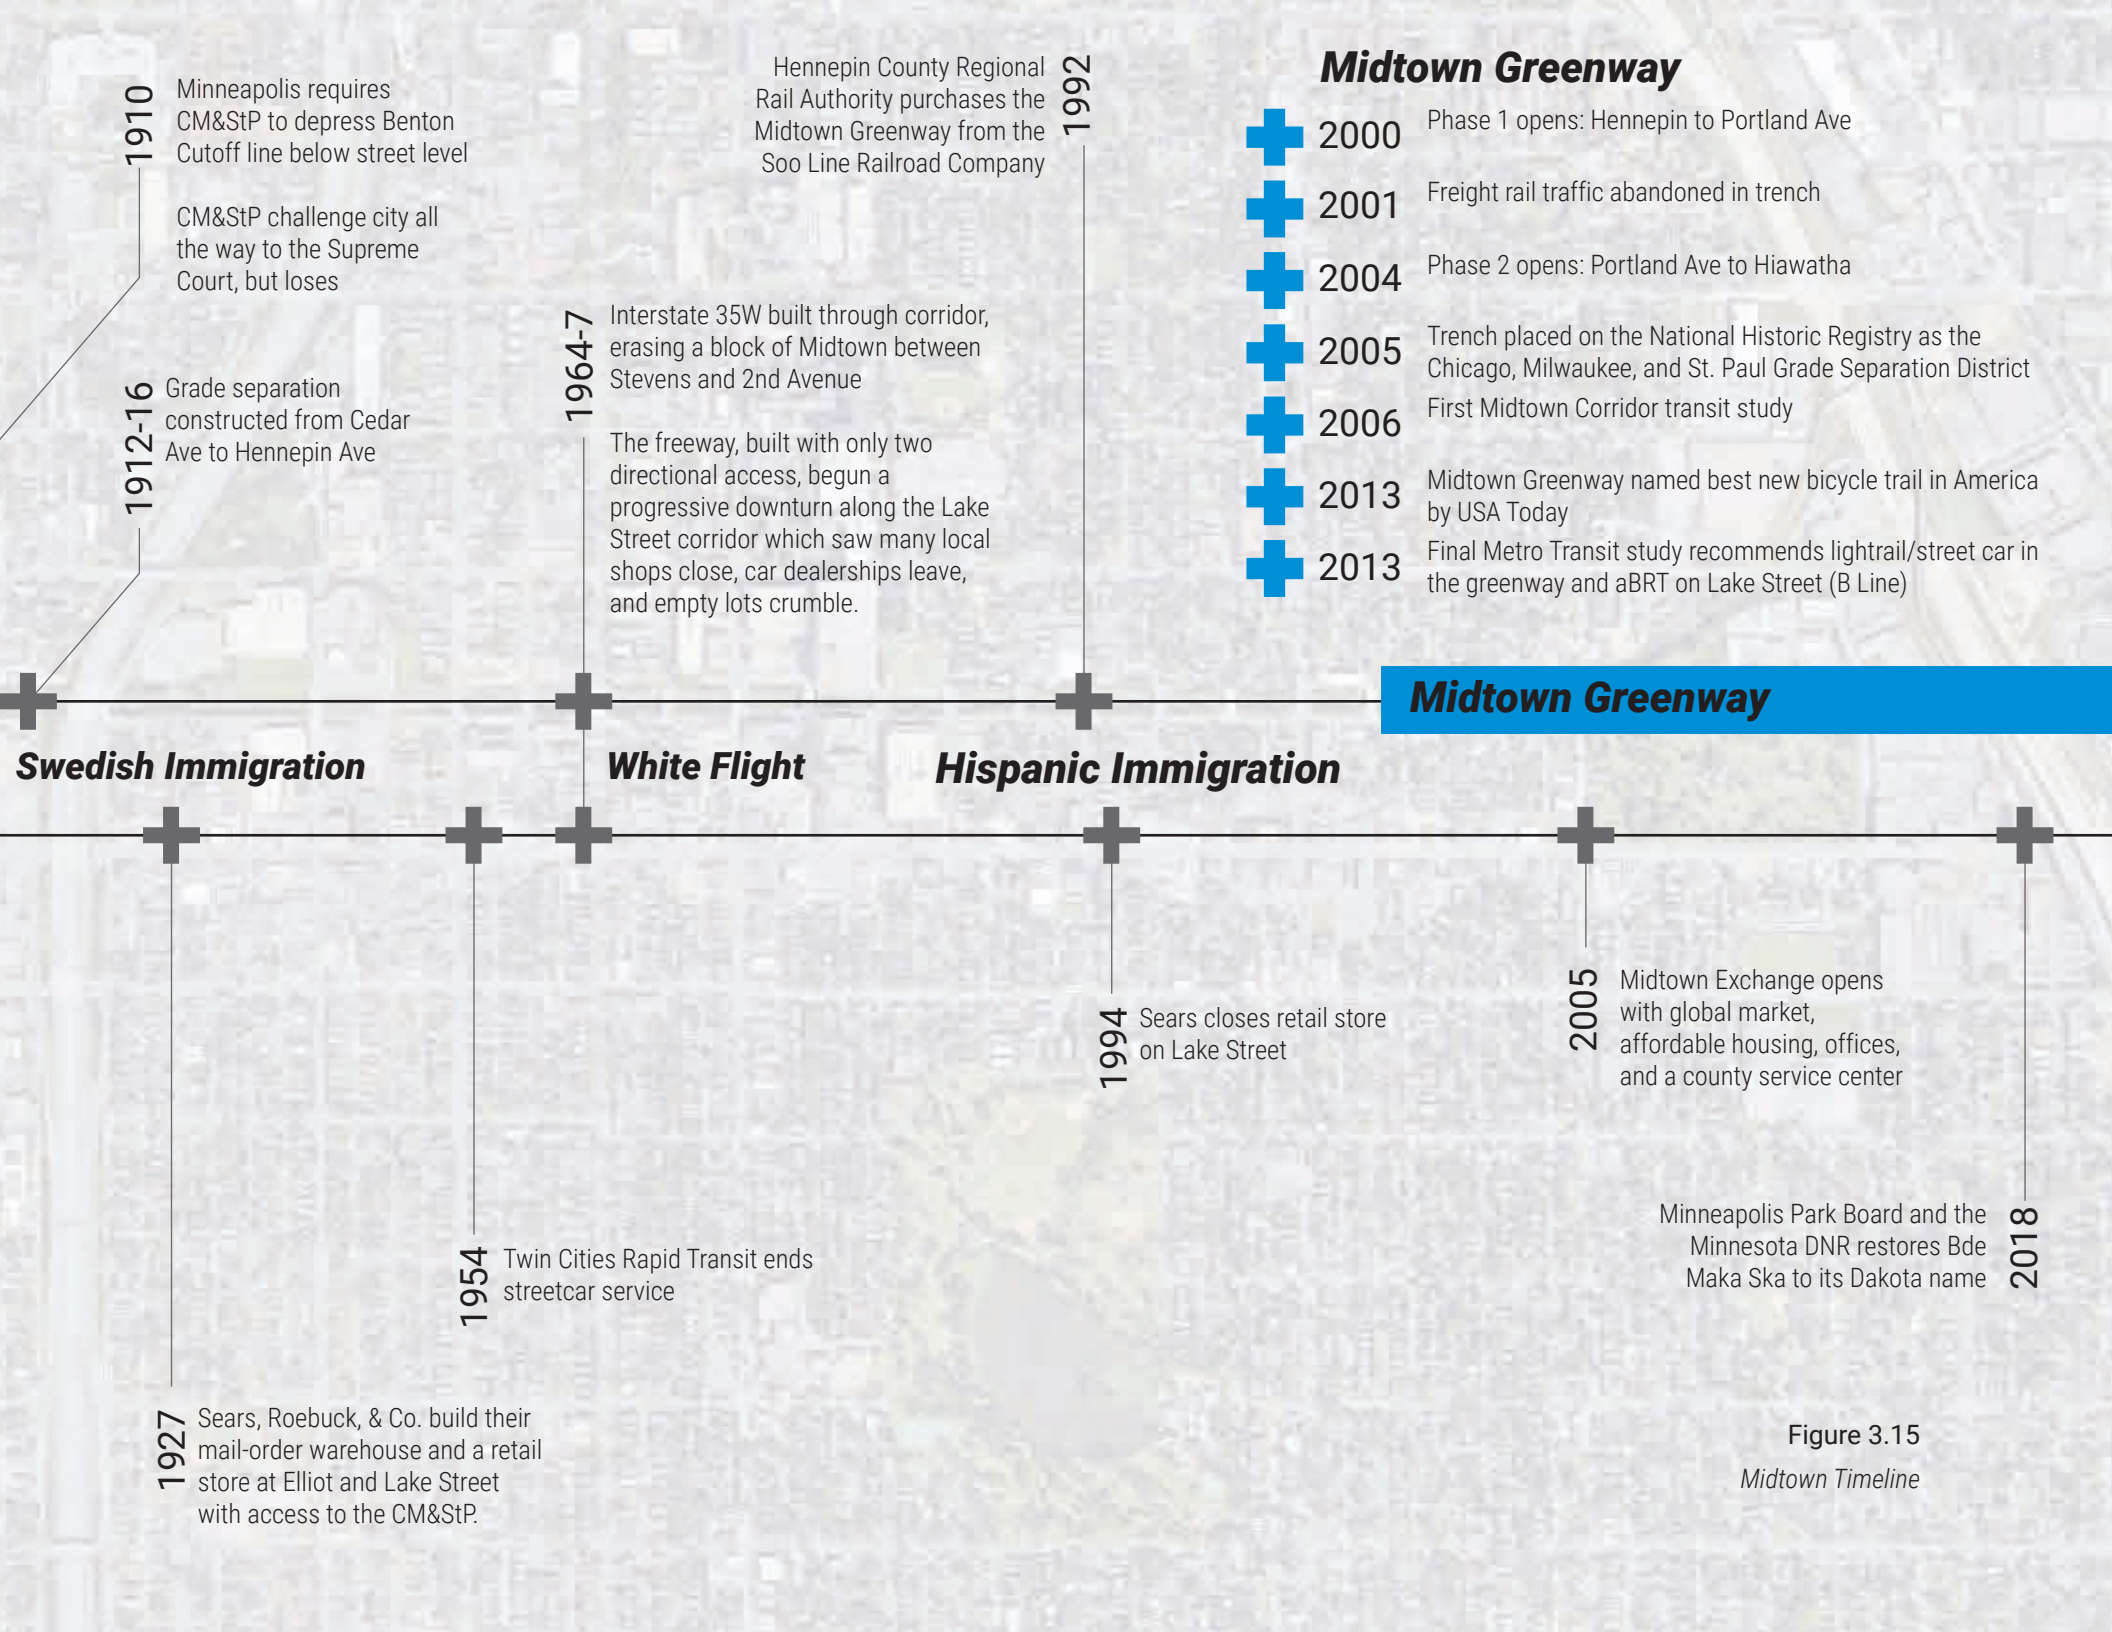 1910
Minneapolis requires
CM&StP to depress Benton
Cutoff line below street level
CM&StP challenge city all
the way to the Supreme
Court, but loses
1912-16
Grade separation
constructed from Cedar
Ave to Hennepin Ave
1964-7
Interstate 35W built through corridor,
erasing a block of Midtown between
Stevens and 2nd Avenue
The freeway, built with only two
directional access, begun a
progressive downturn along the Lake
Street corridor which saw many local
shops close, car dealerships leave,
and empty lots crumble.
Hennepin County Regional
Rail Authority purchases the
Midtown Greenway from the
Soo Line Railroad Company
1992
Midtown Greenway
2000
Phase 1 opens: Hennepin to Portland Ave
2001
Freight rail traffic abandoned in trench
2004
Phase 2 opens: Portland Ave to Hiawatha
2005
Trench placed on the National Historic Registry as the
Chicago, Milwaukee, and St. Paul Grade Separation District
2006
First Midtown Corridor transit study
2013
Midtown Greenway named best new bicycle trail in America
by USA Today
2013
Final Metro Transit study recommends lightrail/street car in
the greenway and aBRT on Lake Street (B Line)
Midtown Greenway
Swedish Immigration
White Flight
Hispanic Immigration
1927
Sears, Roebuck, & Co. build their
mail-order warehouse and a retail
store at Elliot and Lake Street
with access to the CM&StP.
1954
Twin Cities Rapid Transit ends
streetcar service
1994
Sears closes retail store
on Lake Street
2005
Midtown Exchange opens
with global market,
affordable housing, offices,
and a county service center
Minneapolis Park Board and the
Minnesota DNR restores Bde
Maka Ska to its Dakota name
2018
Figure 3.15
Midtown Timeline